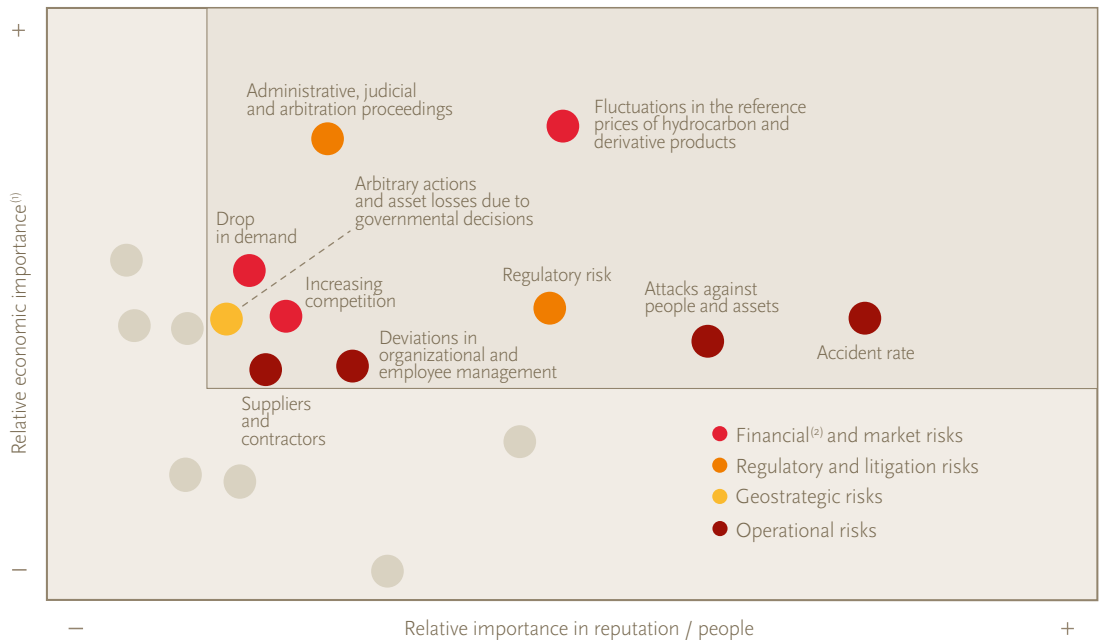 +
Administrative, judicial
and arbitration proceedings
Fluctuations in the reference
prices of hydrocarbon and
derivative products
Arbitrary actions
and asset losses due to
governmental decisions
Drop
in demand
Increasing
competition
Regulatory risk
Attacks against
people and assets
Accident rate
Deviations in
organizational and
employee management
Suppliers
and
contractors
Relative economic importance⁽¹⁾
Financial⁽²⁾ and market risks
Regulatory and litigation risks
Geostrategic risks
Operational risks
–
–
Relative importance in reputation / people
+